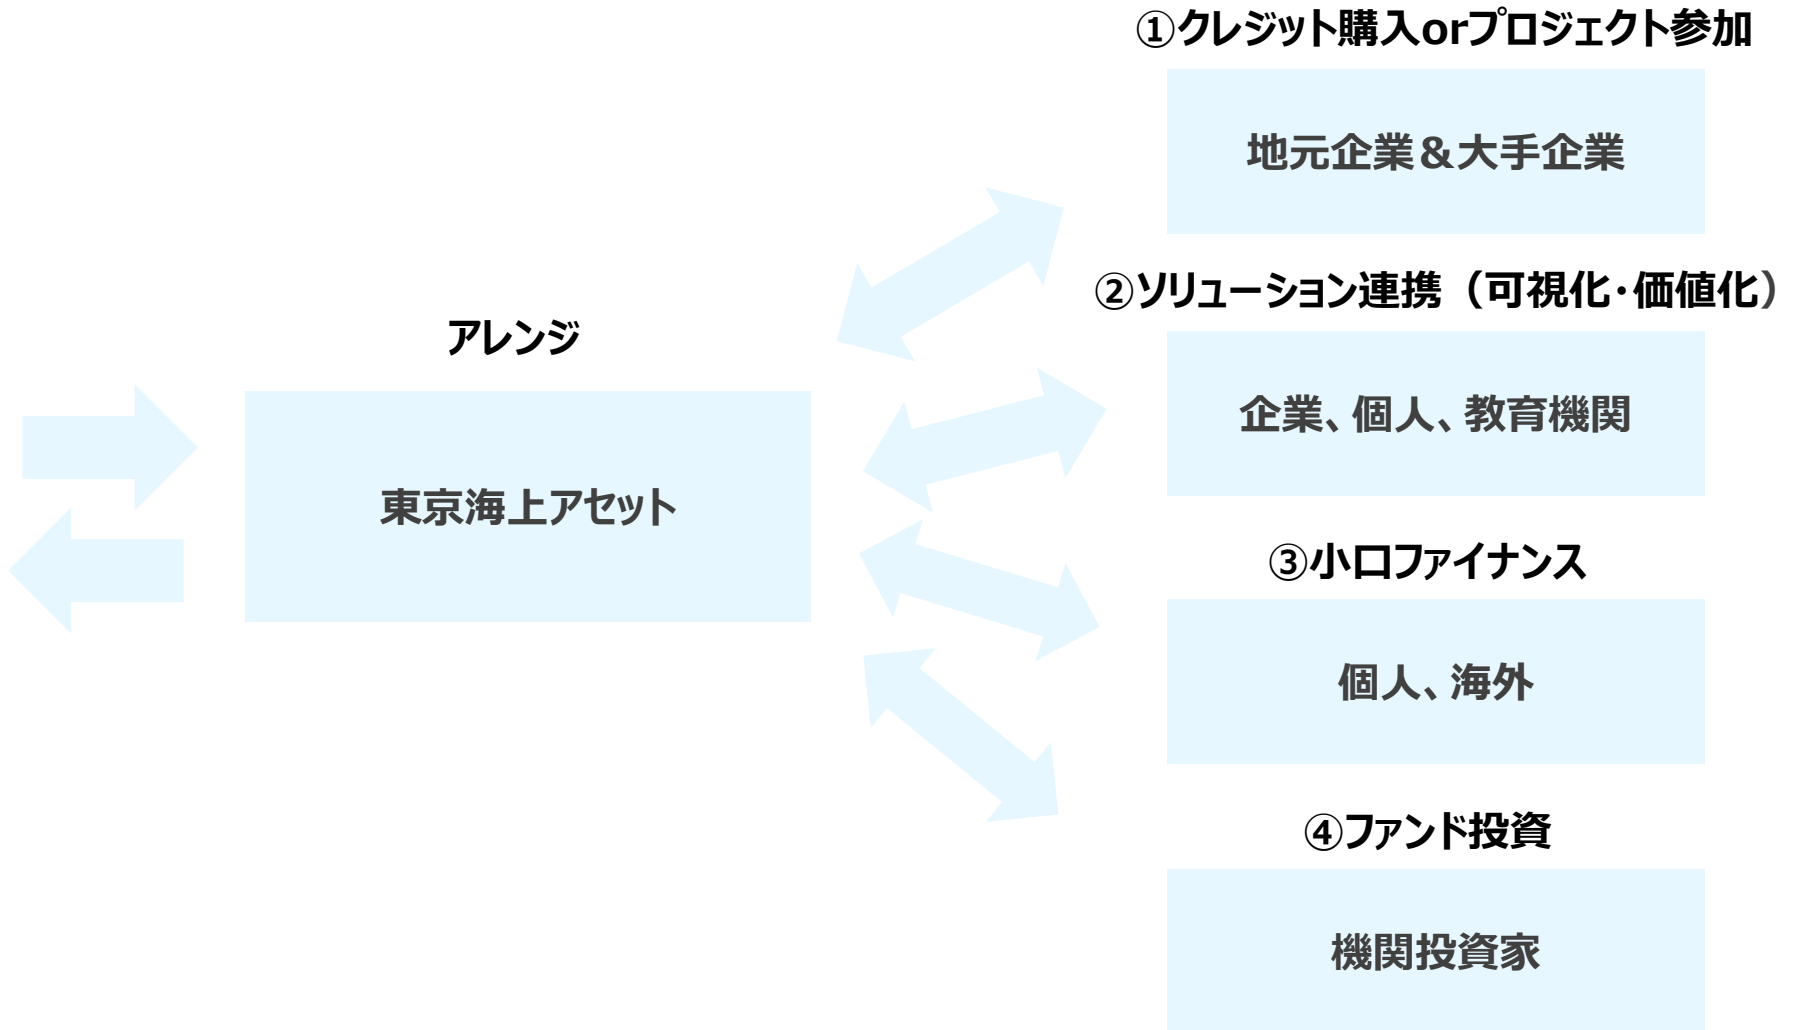 ①クレジット購入orプロジェクト参加
地元企業＆大手企業
②ソリューション連携（可視化・価値化）
アレンジ
企業、個人、教育機関
東京海上アセット
③小口ファイナンス
個人、海外
④ファンド投資
機関投資家